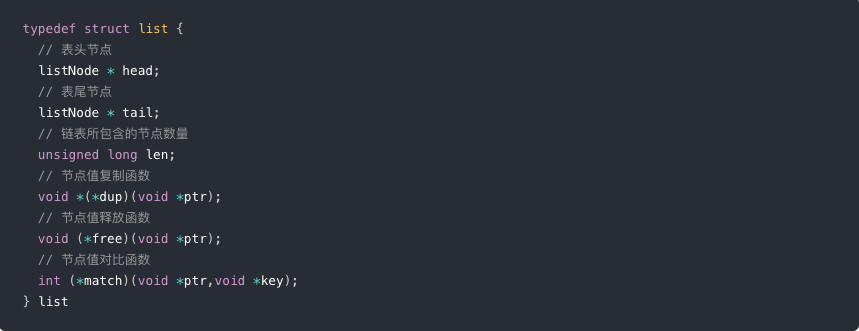 typedef struct list {
  // 表头节点
  listNode * head;
  // 表尾节点
  listNode * tail;
  // 链表所包含的节点数量
  unsigned long len;
  // 节点值复制函数
  void *(*dup)(void *ptr);
  // 节点值释放函数
  void (*free)(void *ptr);
  // 节点值对比函数
  int (*match)(void *ptr,void *key);
} list